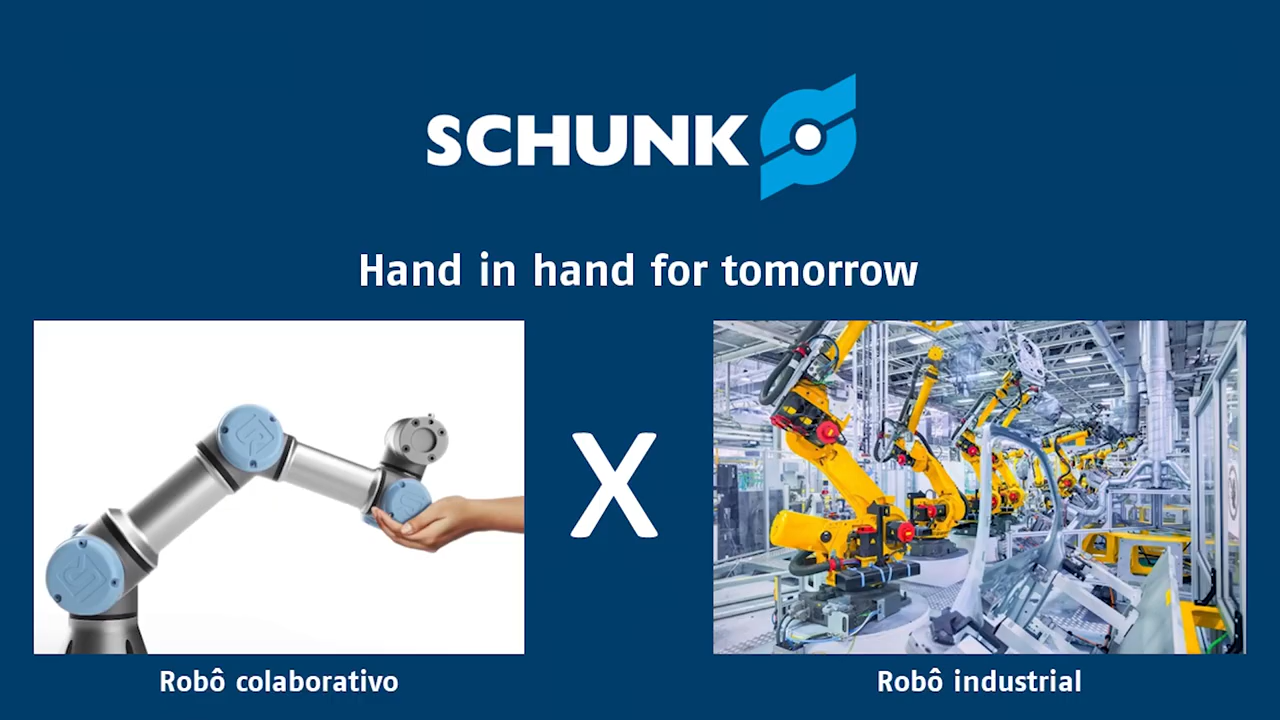 SCHUNK
Hand in hand for tomorrow
X
Robô colaborativo
Robô industrial